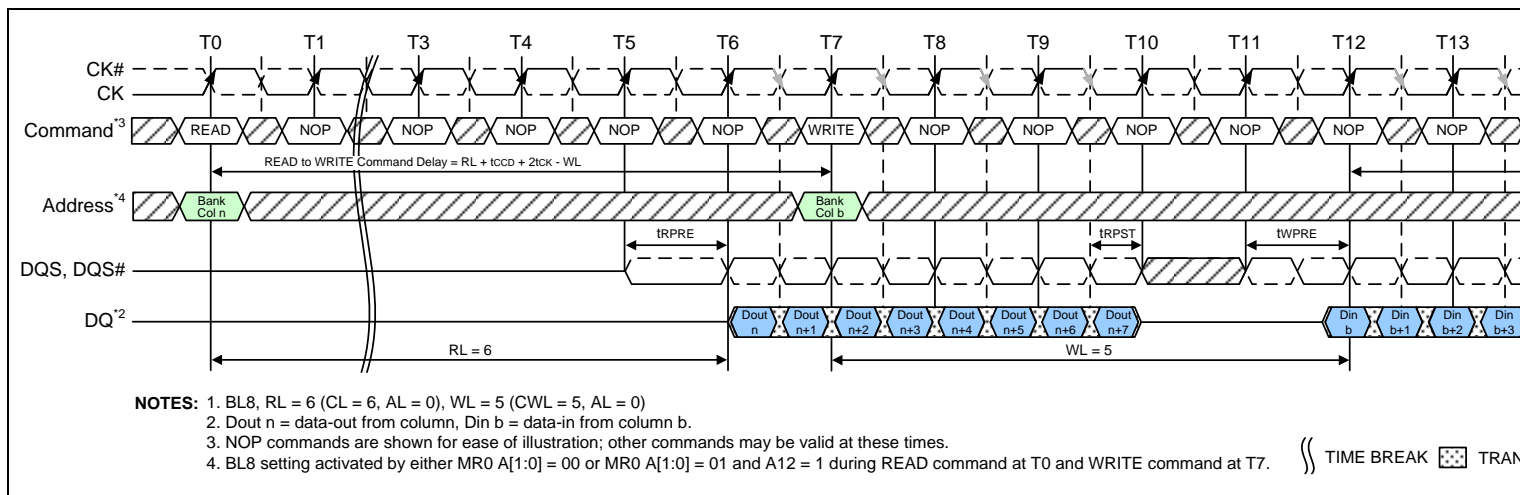 T0 T1 T3 T4 T5 T6 T7 T8 T9 T10 T11 T12 T13
CK#
CK
Command*3 READ NOP NOP NOP NOP NOP WRITE NOP NOP NOP NOP NOP NOP
READ to WRITE Command Delay = RL + tCCD + 2tCK - WL
Address*4 Bank Col n Bank Col b
tRPRE tRPST tWPRE
DQS, DQS#
DQ*2 Dout n Dout n+1 Dout n+2 Dout n+3 Dout n+4 Dout n+5 Dout n+6 Dout n+7 Din b Din b+1 Din b+2 Din b+3
RL = 6 WL = 5
NOTES: 1. BL8, RL = 6 (CL = 6, AL = 0), WL = 5 (CWL = 5, AL = 0)
2. Dout n = data-out from column, Din b = data-in from column b.
3. NOP commands are shown for ease of illustration; other commands may be valid at these times.
4. BL8 setting activated by either MR0 A[1:0] = 00 or MR0 A[1:0] = 01 and A12 = 1 during READ command at T0 and WRITE command at T7.
TIME BREAK TRAN